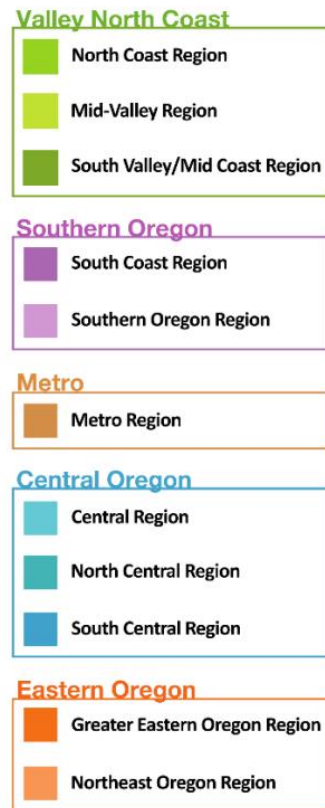 Valley North Coast
North Coast Region
Mid-Valley Region
South Valley/Mid Coast Region
Southern Oregon
South Coast Region
Southern Oregon Region
Metro
Metro Region
Central Oregon
Central Region
North Central Region
South Central Region
Eastern Oregon
Greater Eastern Oregon Region
Northeast Oregon Region